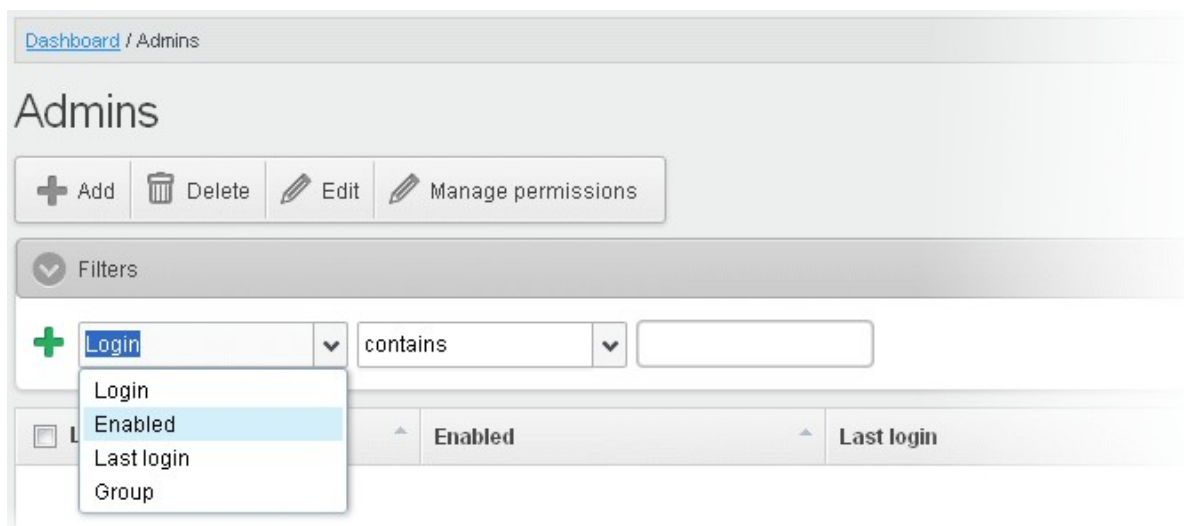 Dashboard / Admins
Admins
Add Delete Edit Manage permissions
Filters
Login contains
Login
Enabled
Last login
Group
L Enabled Last login